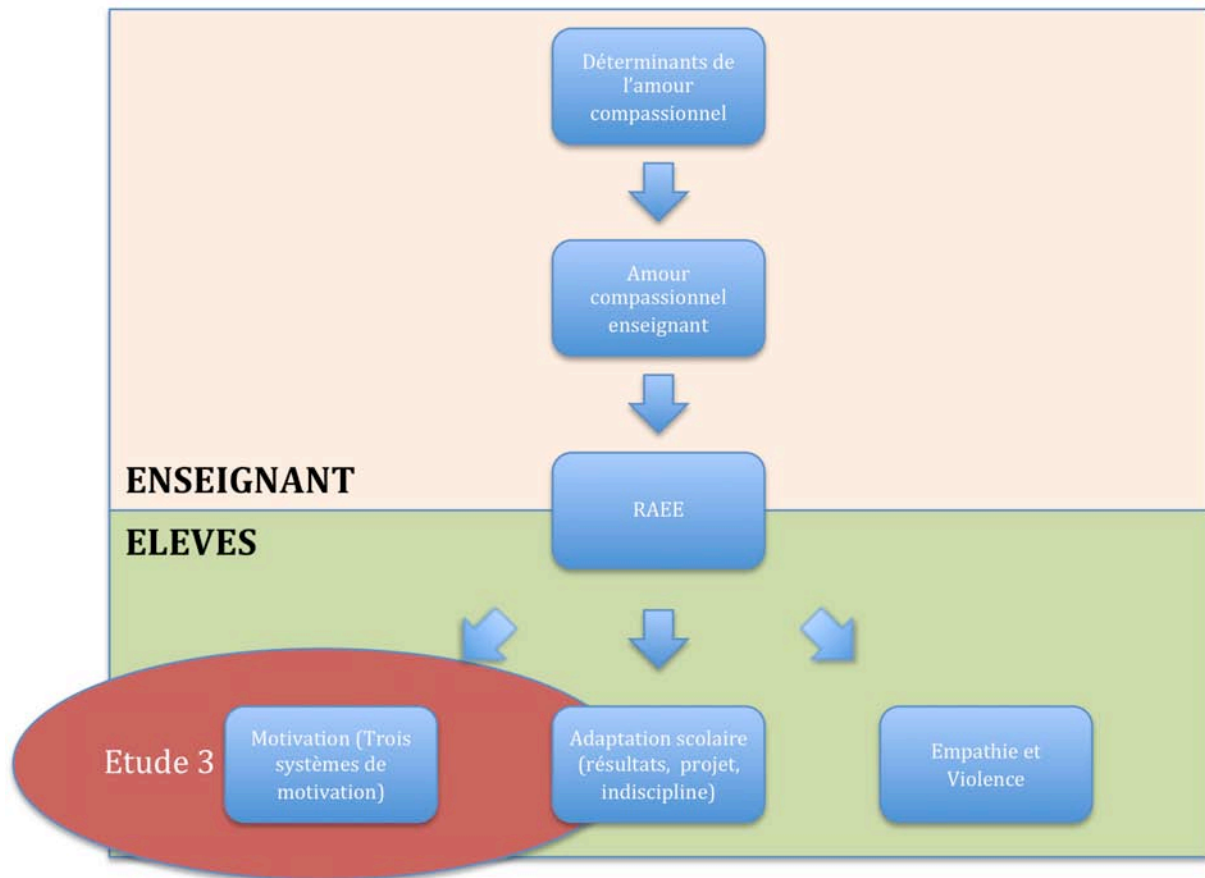 Déterminants de
l'amour
compassionnel
Amour
compassionnel
enseignant
ENSEIGNANT
RAEE
ELEVES
Etude 3
Motivation (Trois
systèmes de
motivation)
Adaptation scolaire
(résultats, projet,
indiscipline)
Empathie et
Violence